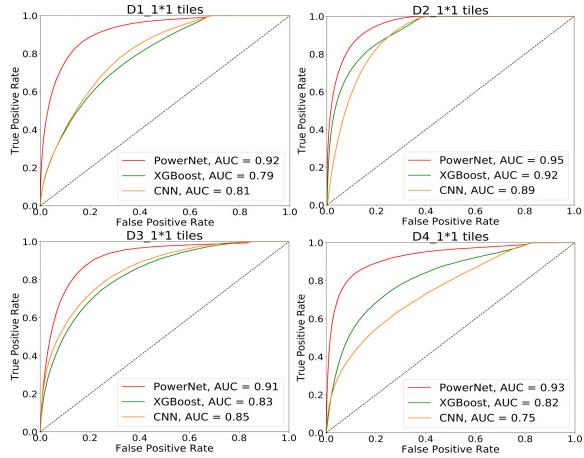 D1_1*1 tiles
True Positive Rate
1.0
0.8
0.6
0.4
0.2
0.0
PowerNet, AUC = 0.92
XGBoost, AUC = 0.79
CNN, AUC = 0.81
0.0 0.2 0.4 0.6 0.8 1.0
False Positive Rate
D2_1*1 tiles
True Positive Rate
1.0
0.8
0.6
0.4
0.2
0.0
PowerNet, AUC = 0.95
XGBoost, AUC = 0.92
CNN, AUC = 0.89
0.0 0.2 0.4 0.6 0.8 1.0
False Positive Rate
D3_1*1 tiles
True Positive Rate
1.0
0.8
0.6
0.4
0.2
0.0
PowerNet, AUC = 0.91
XGBoost, AUC = 0.83
CNN, AUC = 0.85
0.0 0.2 0.4 0.6 0.8 1.0
False Positive Rate
D4_1*1 tiles
True Positive Rate
1.0
0.8
0.6
0.4
0.2
0.0
PowerNet, AUC = 0.93
XGBoost, AUC = 0.82
CNN, AUC = 0.75
0.0 0.2 0.4 0.6 0.8 1.0
False Positive Rate